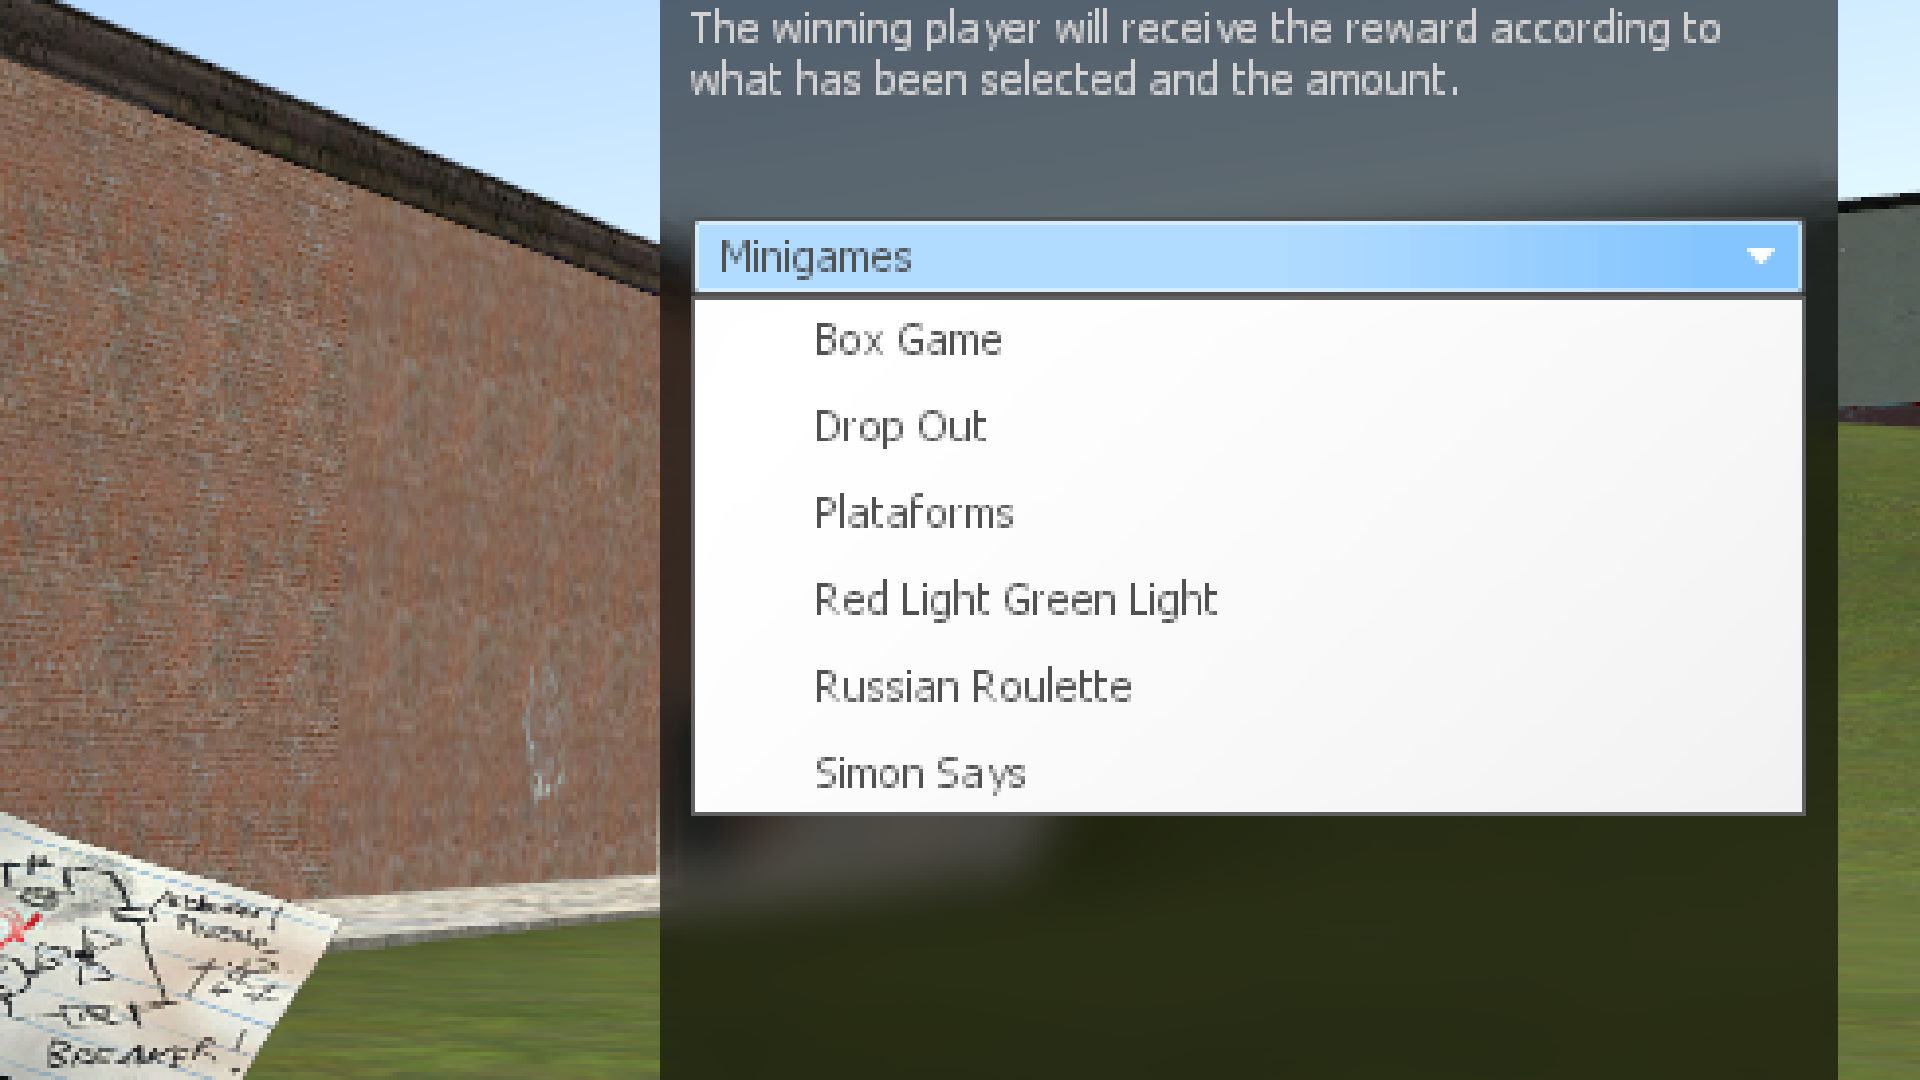 The winning player will receive the reward according to
what has been selected and the amount.
Minigames
Box Game
Drop Out
Plataforms
Red Light Green Light
Russian Roulette
Simon Says
BREAKER!